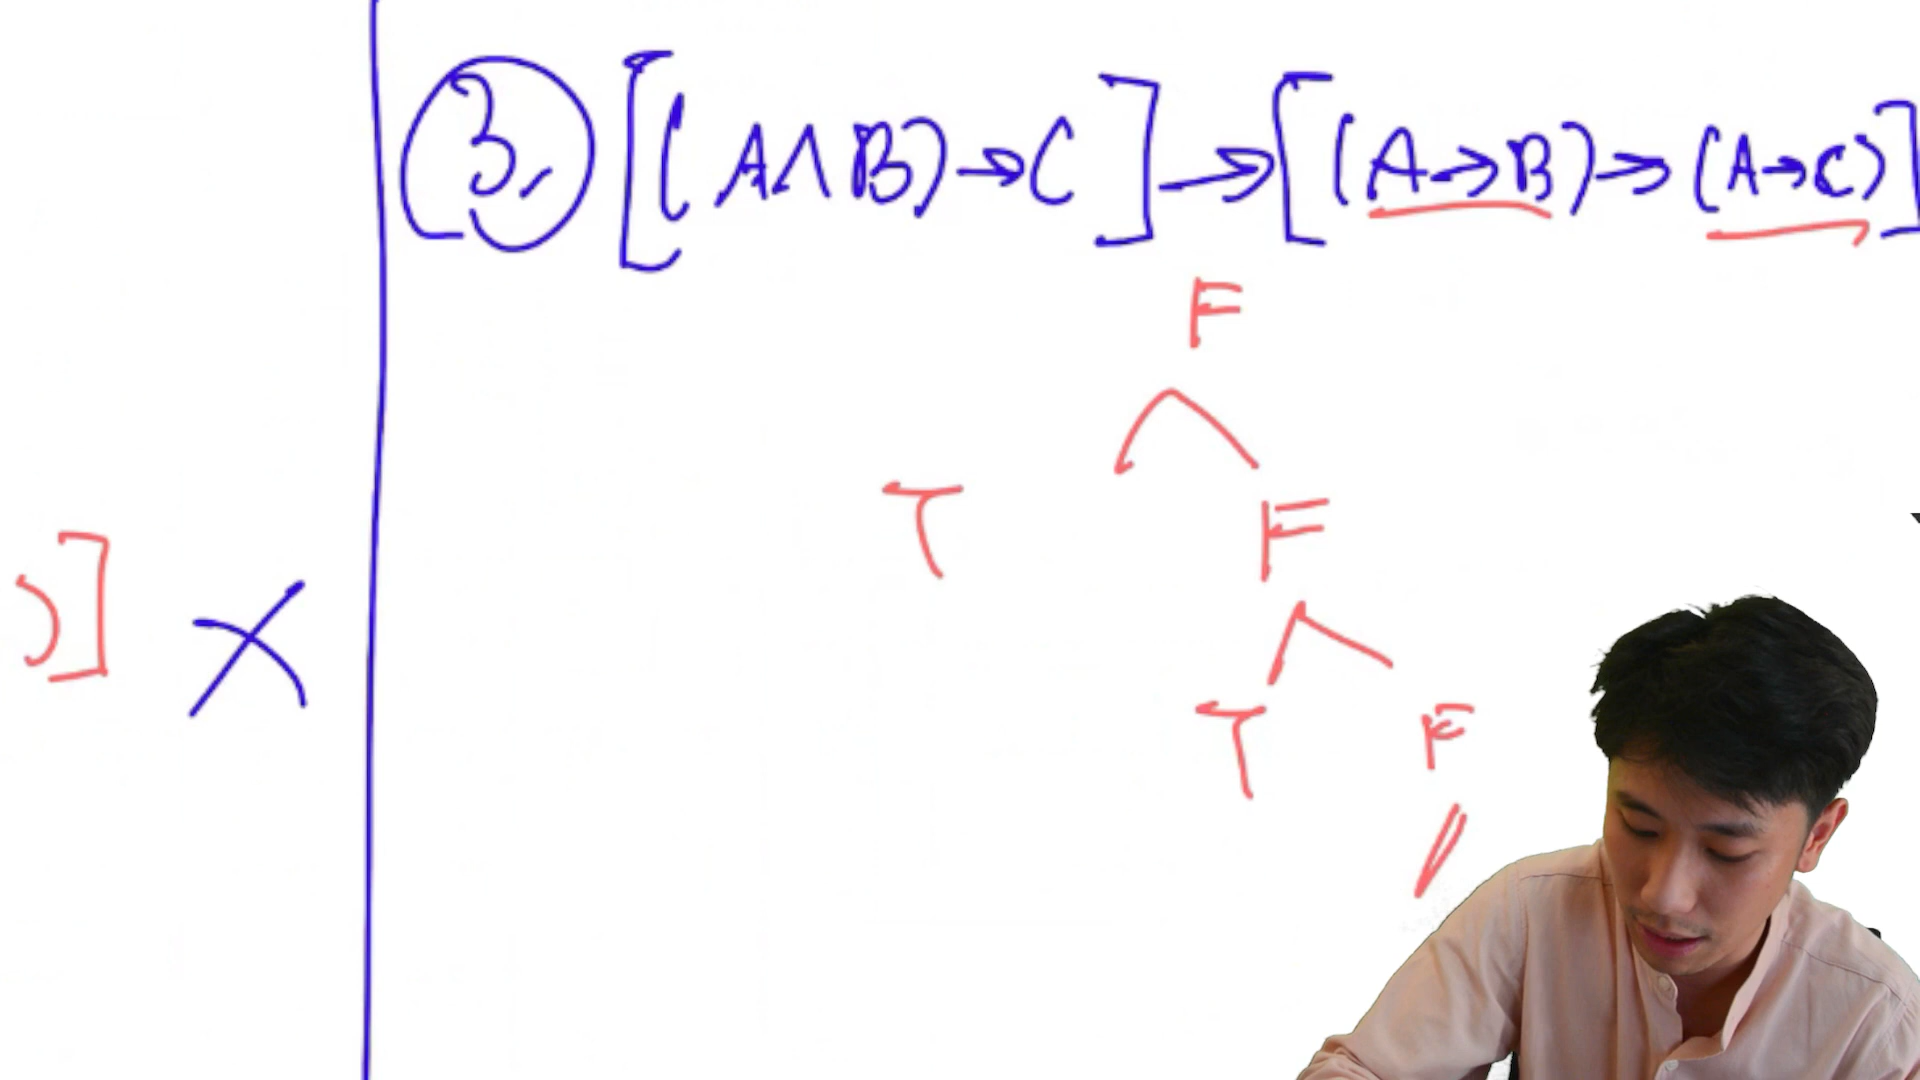 3. [(A∧B)→C]→[(A→B)→(A→C)]
F
T F
)] X
T F